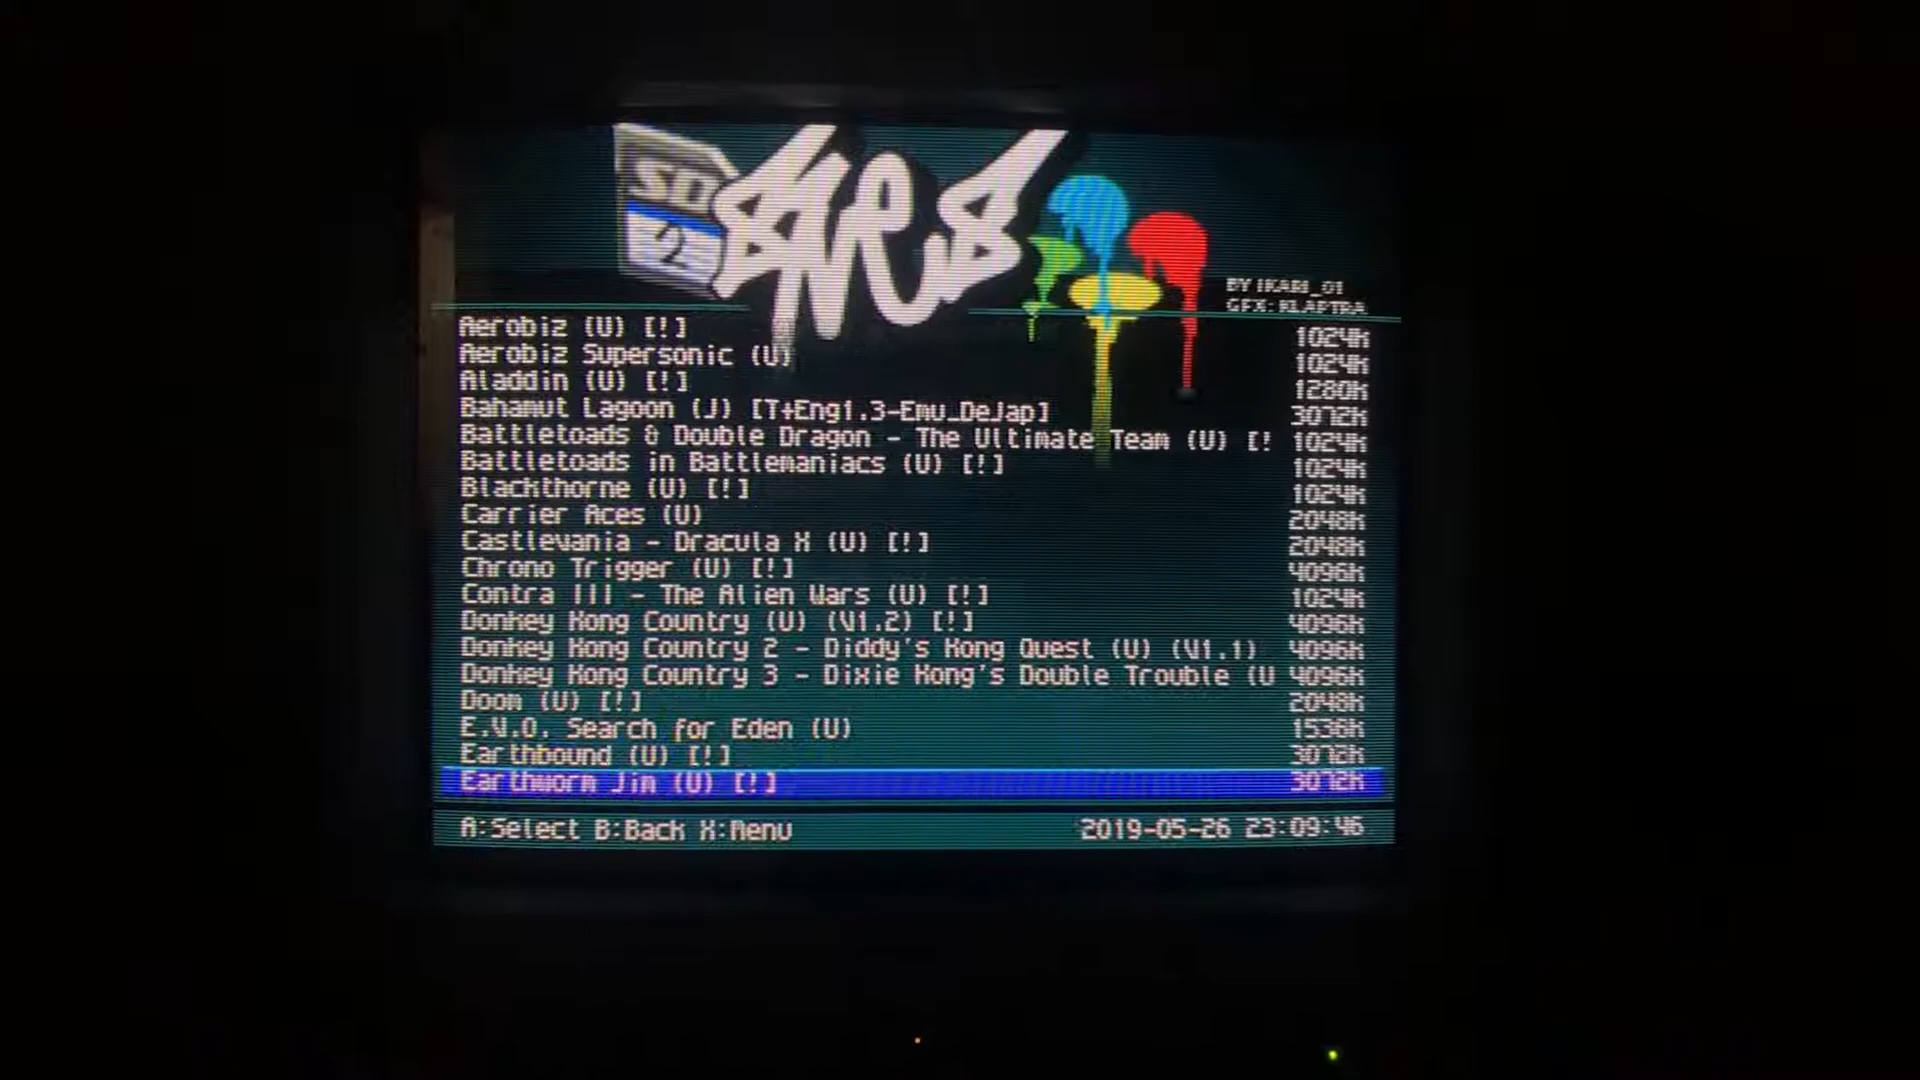 SD
2
SNES
BY IKARI_01
GFX: KLAPTRA
Aerobiz (U) [!] 1024k
Aerobiz Supersonic (U) 1024k
Aladdin (U) [!] 1280k
Bahamut Lagoon (J) [T+Eng1.3-Emu_DeJap] 3072k
Battletoads & Double Dragon - The Ultimate Team (U) [! 1024k
Battletoads in Battlemaniacs (U) [!] 1024k
Blackthorne (U) [!] 1024k
Carrier Aces (U) 2048k
Castlevania - Dracula X (U) [!] 2048k
Chrono Trigger (U) [!] 4096k
Contra III - The Alien Wars (U) [!] 1024k
Donkey Kong Country (U) (V1.2) [!] 4096k
Donkey Kong Country 2 - Diddy's Kong Quest (U) (V1.1) 4096k
Donkey Kong Country 3 - Dixie Kong's Double Trouble (U 4096k
Doom (U) [!] 2048k
E.V.O. Search for Eden (U) 1536k
Earthbound (U) [!] 3072k
Earthworm Jim (U) [!] 3072k
A:Select B:Back X:Menu 2019-05-26 23:09:46